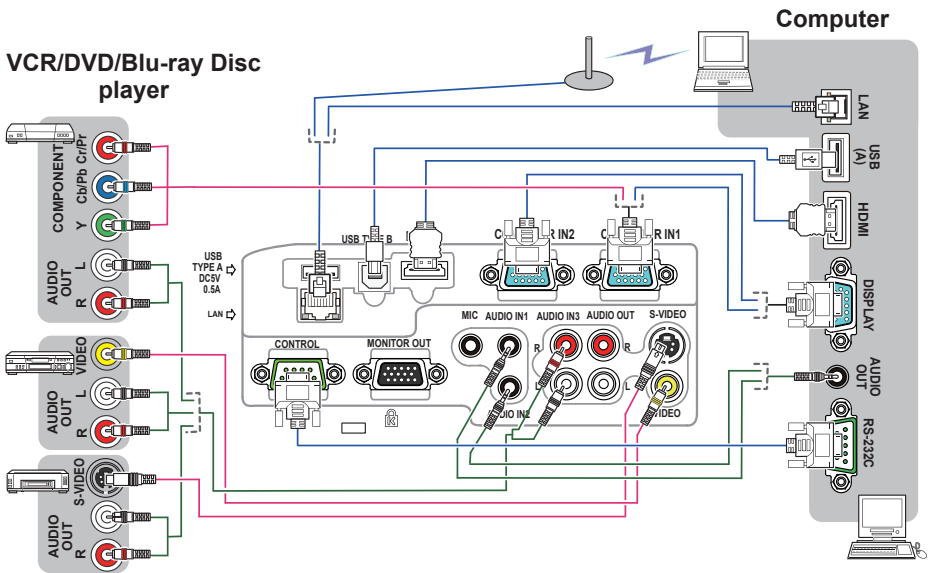 Computer
VCR/DVD/Blu-ray Disc
player
COMPONENT
Cr/Pr
Cb/Pb
Y
AUDIO
OUT
L
R
VIDEO
AUDIO
OUT
L
R
S-VIDEO
AUDIO
OUT
R
USB
TYPE A
DC5V
0.5A
LAN
USB TYPE B
IN2
IN1
CONTROL
MONITOR OUT
MIC
AUDIO IN1
AUDIO IN3
AUDIO OUT
S-VIDEO
R
R
L
IN2
LAN
USB
(A)
HDMI
DISPLAY
AUDIO
OUT
RS-232C